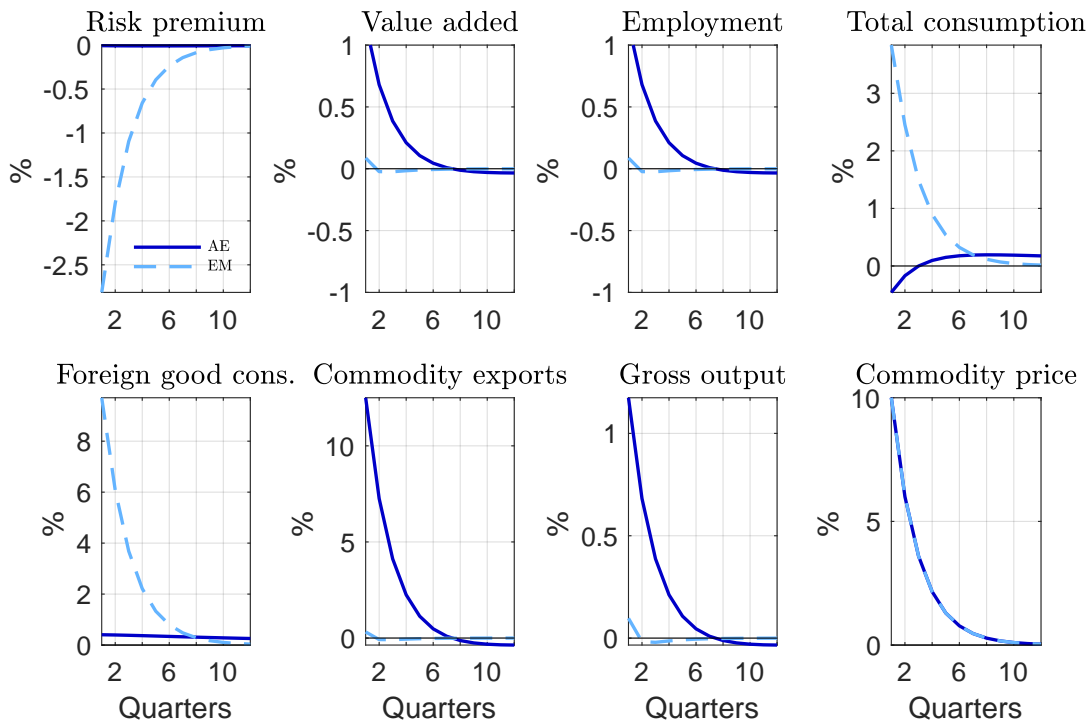 Risk premium
Value added
Employment
Total consumption
0
-0.5
-1
-1.5
-2
-2.5
%
AE
EM
2 6 10
1
0.5
0
-0.5
-1
%
2 6 10
1
0.5
0
-0.5
-1
%
2 6 10
3
2
1
0
%
2 6 10
Foreign good cons.
Commodity exports
Gross output
Commodity price
8
6
4
2
0
%
2 6 10
Quarters
10
5
0
%
2 6 10
Quarters
1
0.5
0
%
2 6 10
Quarters
10
5
0
%
2 6 10
Quarters